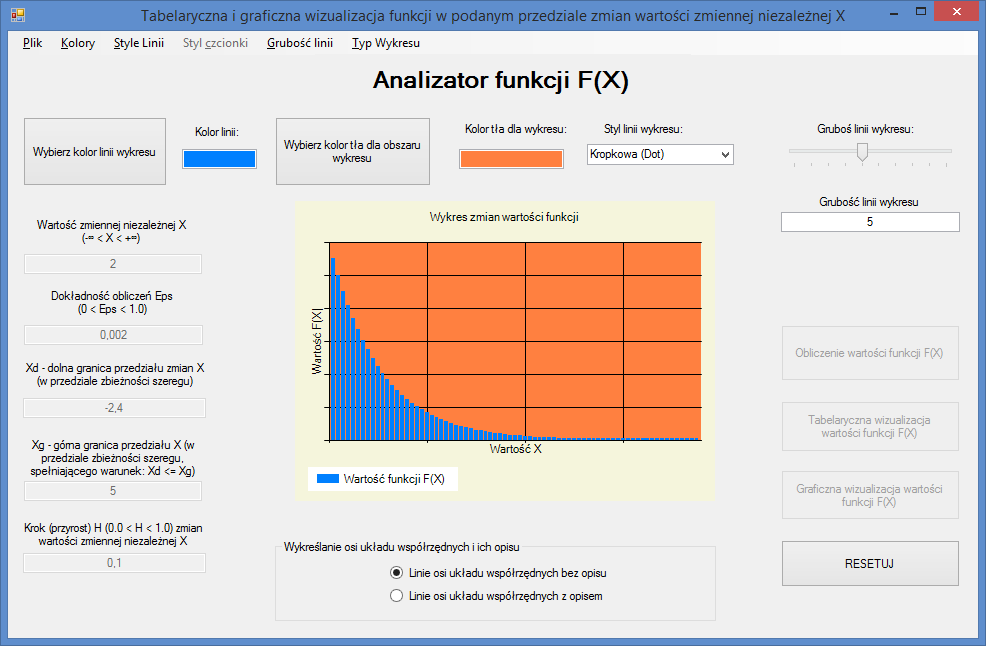 Tabelaryczna i graficzna wizualizacja funkcji w podanym przedziale zmian wartości zmiennej niezależnej X
Plik Kolory Style Linii Styl czcionki Grubość linii Typ Wykresu
Analizator funkcji F(X)
Wybierz kolor linii wykresu
Kolor linii:
Wybierz kolor tła dla obszaru
wykresu
Kolor tła dla wykresu:
Styl linii wykresu:
Kropkowa (Dot)
Gruboś linii wykresu:
Grubość linii wykresu
5
Wartość zmiennej niezależnej X
(-∞ < X < +∞)
2
Dokładność obliczeń Eps
(0 < Eps < 1.0)
0,002
Xd - dolna granica przedziału zmian X
(w przedziale zbieżności szeregu)
-2,4
Xg - górna granica przedziału X (w
przedziale zbieżności szeregu,
spełniającego warunek: Xd <= Xg)
5
Krok (przyrost) H (0.0 < H < 1.0) zmian
wartości zmiennej niezależnej X
0,1
Wykres zmian wartości funkcji
Wartość F(X)
Wartość X
Wartość funkcji F(X)
Wykreślanie osi układu współrzędnych i ich opisu
Linie osi układu współrzędnych bez opisu
Linie osi układu współrzędnych z opisem
Obliczenie wartości funkcji F(X)
Tabelaryczna wizualizacja
wartości funkcji F(X)
Graficzna wizualizacja wartości
funkcji F(X)
RESETUJ